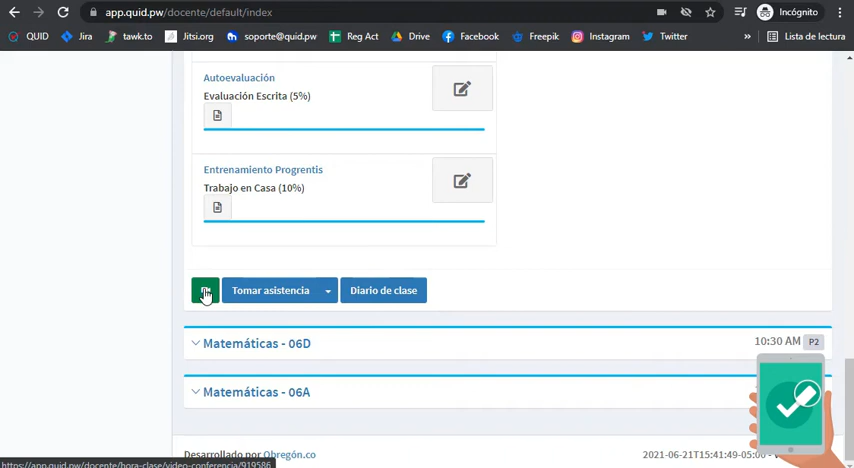 app.quid.pw/docente/default/index
Incógnito
QUID
Jira
tawk.to
Jitsi.org
soporte@quid.pw
Reg Act
Drive
Facebook
Freepik
Instagram
Twitter
»
Lista de lectura
Autoevaluación
Evaluación Escrita (5%)
Entrenamiento Progrentis
Trabajo en Casa (10%)
Tomar asistencia
Diario de clase
Matemáticas - 06D
10:30 AM P2
Matemáticas - 06A
Desarrollado por Obregón.co
2021-06-21T15:41:49-05:00
https://app.quid.pw/docente/hora-clase/video-conferencia/919586